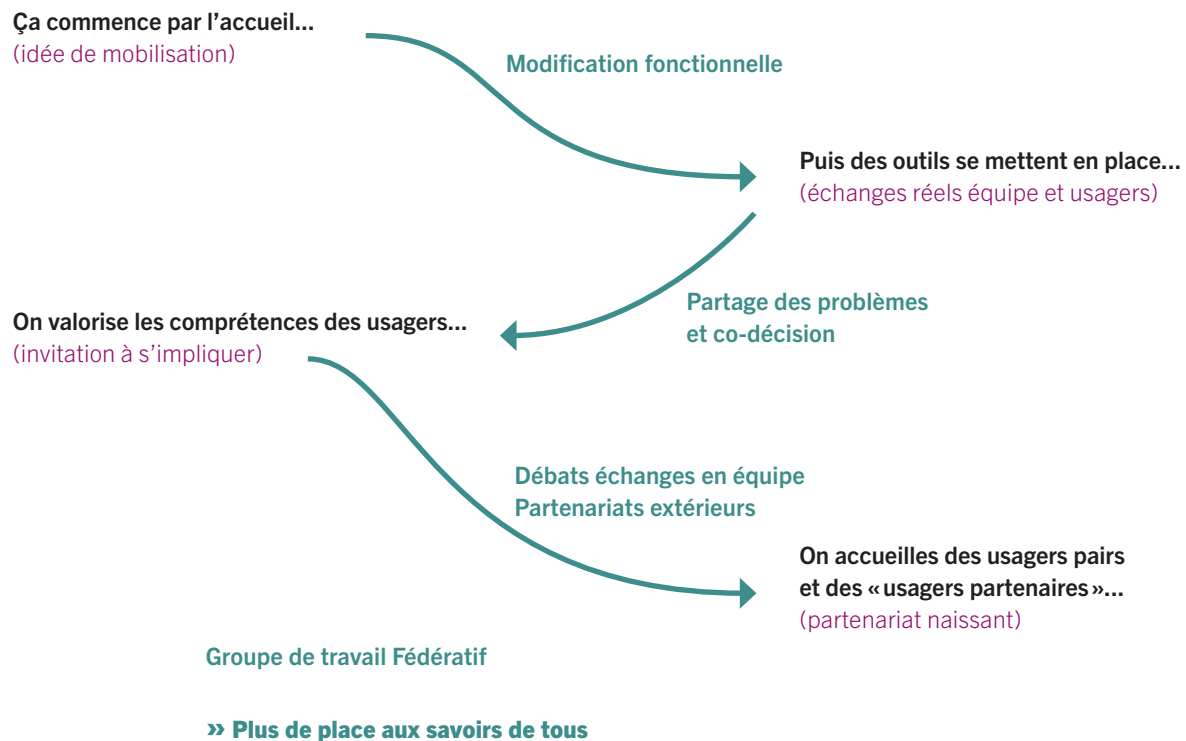 Ça commence par l’accueil...
(idée de mobilisation)
Modification fonctionnelle
Puis des outils se mettent en place...
(échanges réels équipe et usagers)
Partage des problèmes
et co-décision
On valorise les comprétences des usagers...
(invitation à s’impliquer)
Débats échanges en équipe
Partenariats extérieurs
On accueilles des usagers pairs
et des «usagers partenaires»...
(partenariat naissant)
Groupe de travail Fédératif
» Plus de place aux savoirs de tous